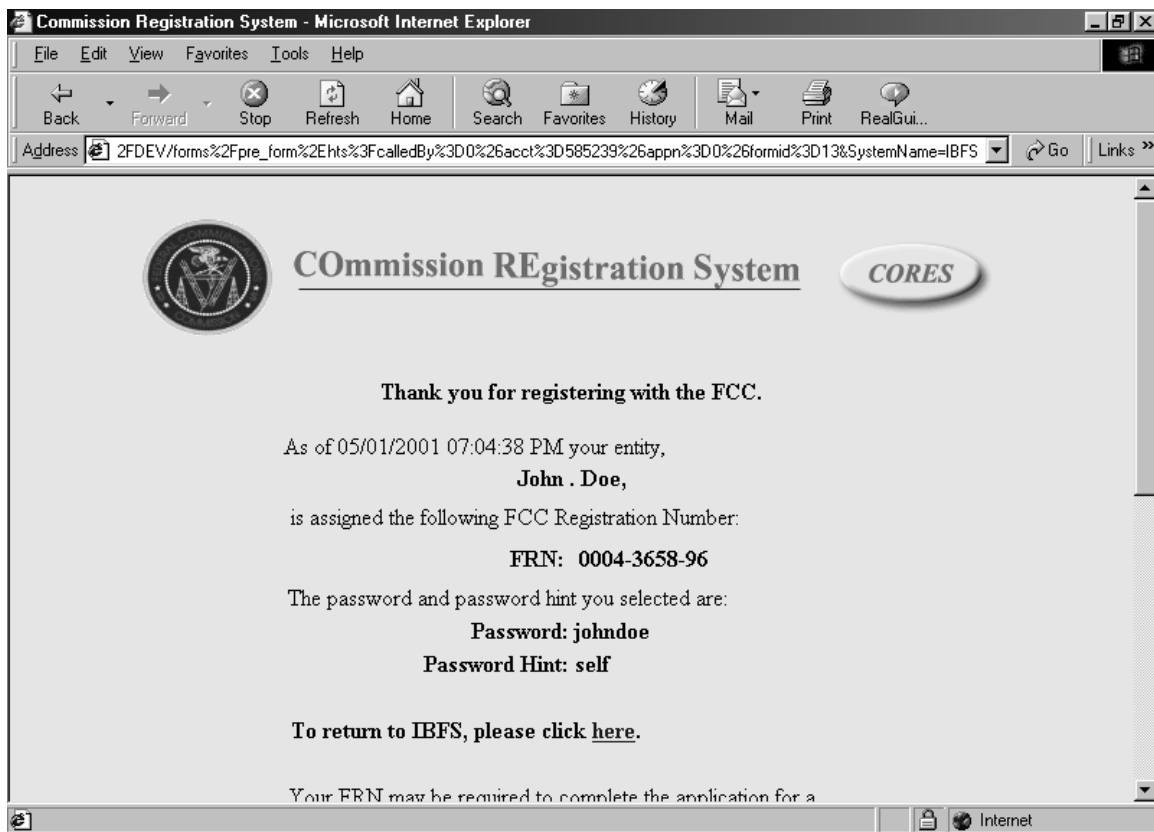 Commission Registration System - Microsoft Internet Explorer
File Edit View Favorites Tools Help
Back Forward Stop Refresh Home Search Favorites History Mail Print RealGui...
Address 2FDEV/forms%2Fpre_form%2Ehts%3FcalledBy%3D0%26acct%3D585239%26appn%3D0%26formid%3D13&SystemName=IBFS Go Links »
FEDERAL COMMUNICATIONS COMMISSION
COmmission REgistration System
CORES
Thank you for registering with the FCC.
As of 05/01/2001 07:04:38 PM your entity,
John . Doe,
is assigned the following FCC Registration Number:
FRN: 0004-3658-96
The password and password hint you selected are:
Password: johndoe
Password Hint: self
To return to IBFS, please click here.
Your FRN may be required to complete the application for a
Internet